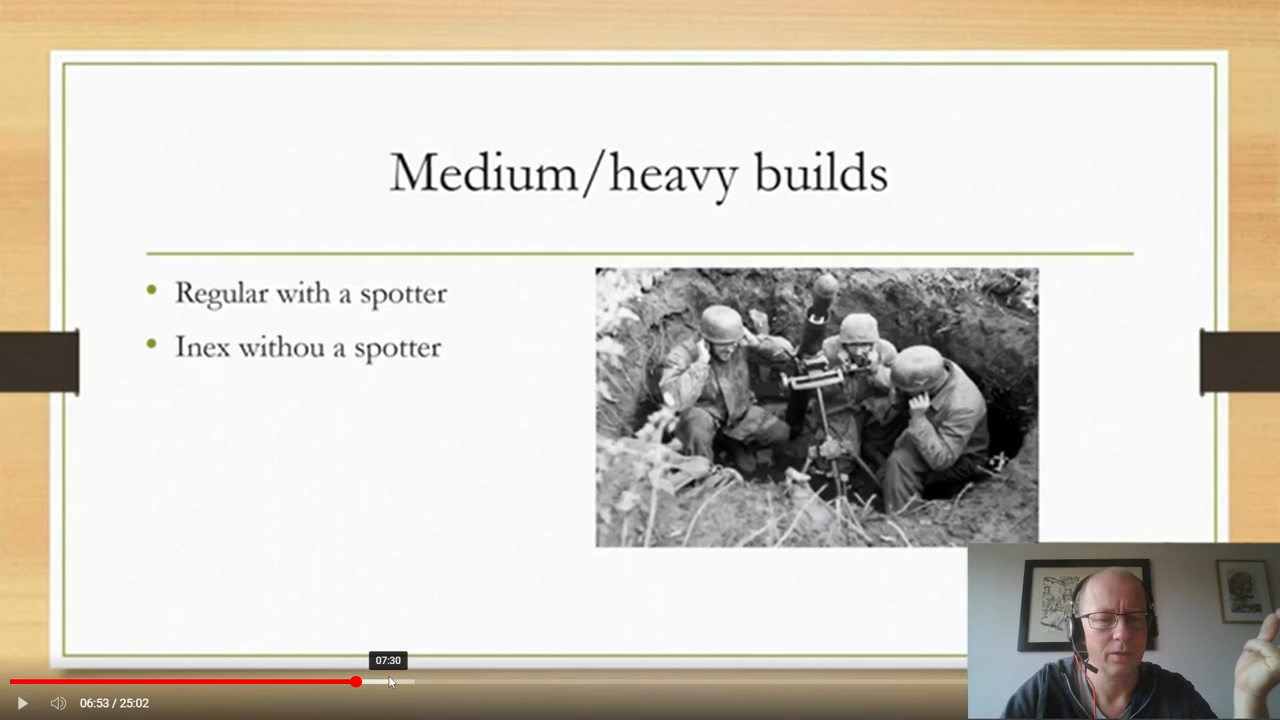 Medium/heavy builds
Regular with a spotter
Inex withou a spotter
07:30
06:53 / 25:02